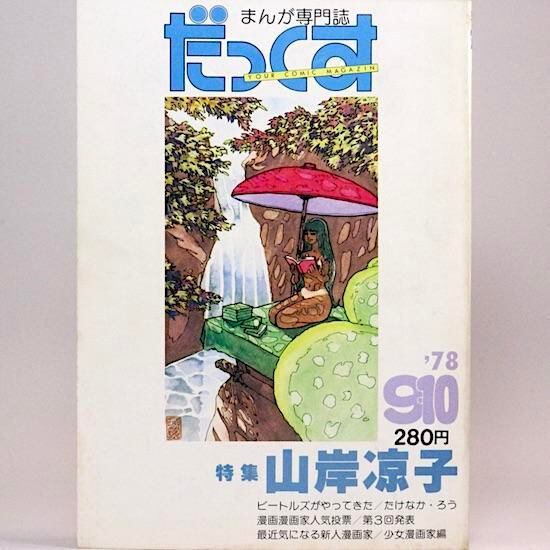 まんが専門誌
だっくす
YOUR COMIC MAGAZIN
'78
9・10
280円
特集 山岸凉子
ビートルズがやってきた/たけなか・ろう
漫画漫画家人気投票/第3回発表
最近気になる新人漫画家/少女漫画家編